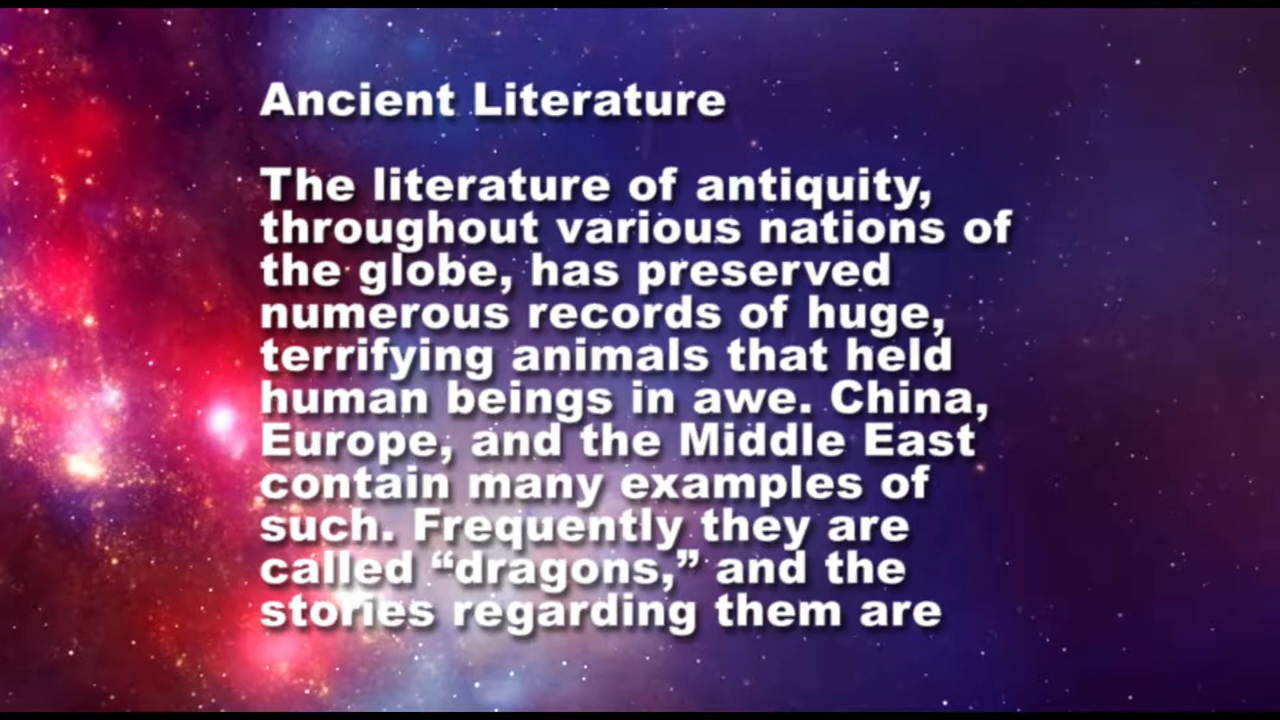 Ancient Literature
The literature of antiquity,
throughout various nations of
the globe, has preserved
numerous records of huge,
terrifying animals that held
human beings in awe. China,
Europe, and the Middle East
contain many examples of
such. Frequently they are
called “dragons,” and the
stories regarding them are